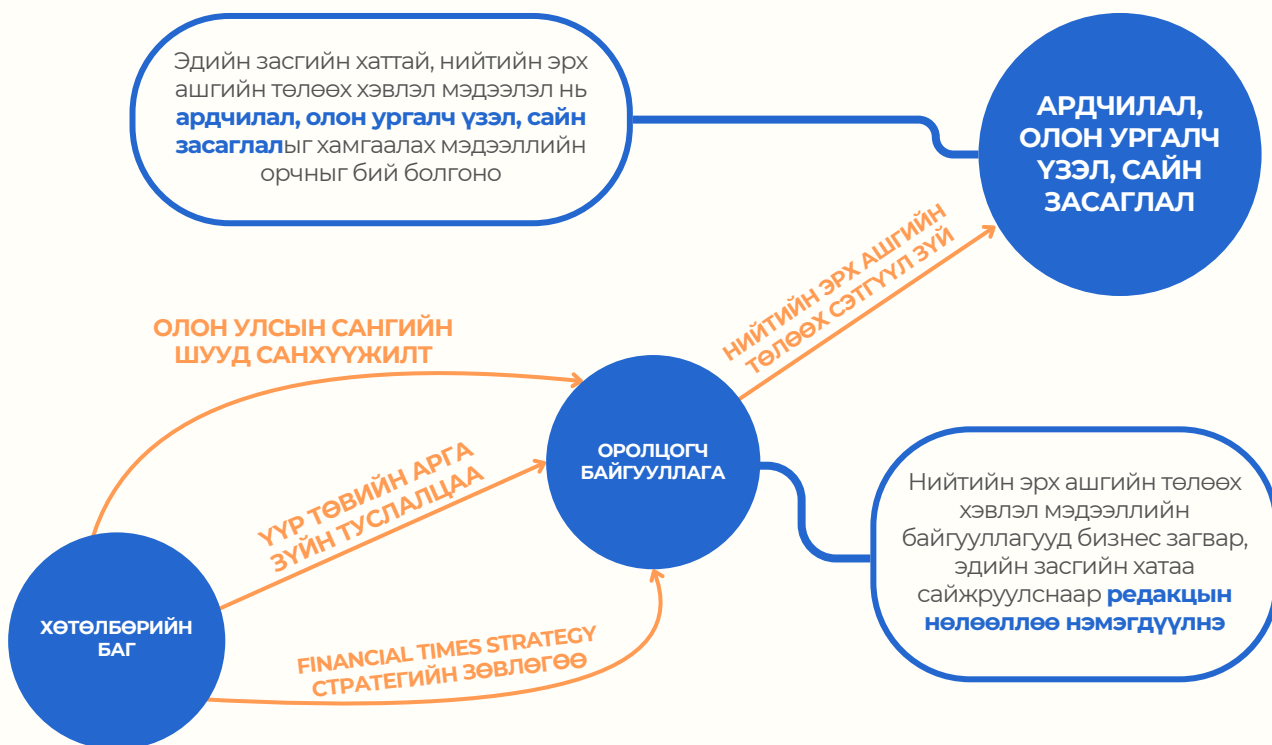 Эдийн засгийн хаттай, нийтийн эрх
ашгийн төлөөх хэвлэл мэдээлэл нь
ардчилал, олон ургалч үзэл, сайн
засаглалыг хамгаалах мэдээллийн
орчныг бий болгоно
АРДЧИЛАЛ,
ОЛОН УРГАЛЧ
ҮЗЭЛ, САЙН
ЗАСАГЛАЛ
НИЙТИЙН ЭРХ АШГИЙН
ТӨЛӨӨХ СЭТГҮҮЛ ЗҮЙ
ОЛОН УЛСЫН САНГИЙН
ШУУД САНХҮҮЖИЛТ
ОРОЛЦОГЧ
БАЙГУУЛЛАГА
ҮҮР ТӨВИЙН АРГА
ЗҮЙН ТУСЛАЛЦАА
Нийтийн эрх ашгийн төлөөх
хэвлэл мэдээллийн
байгууллагууд бизнес загвар,
эдийн засгийн хатаа
сайжруулснаар редакцын
нөлөөллөө нэмэгдүүлнэ
ХӨТӨЛБӨРИЙН
БАГ
FINANCIAL TIMES STRATEGY
СТРАТЕГИЙН ЗӨВЛӨГӨӨ